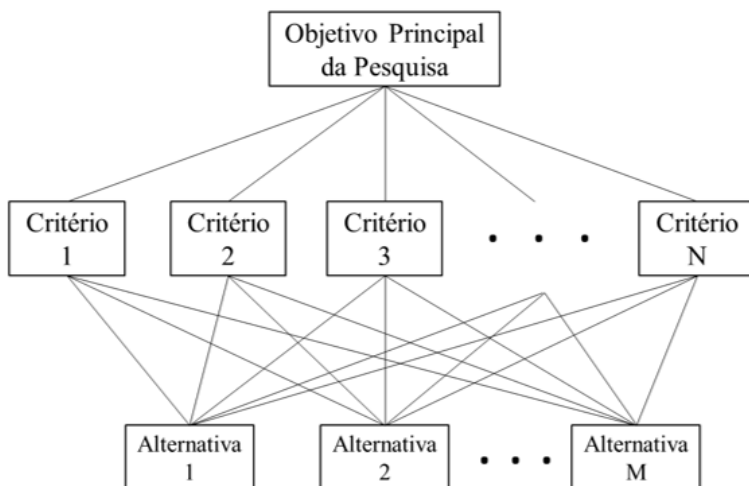 Objetivo Principal
da Pesquisa
Critério
1
Critério
2
Critério
3
. . .
Critério
N
Alternativa
1
Alternativa
2
. . .
Alternativa
M